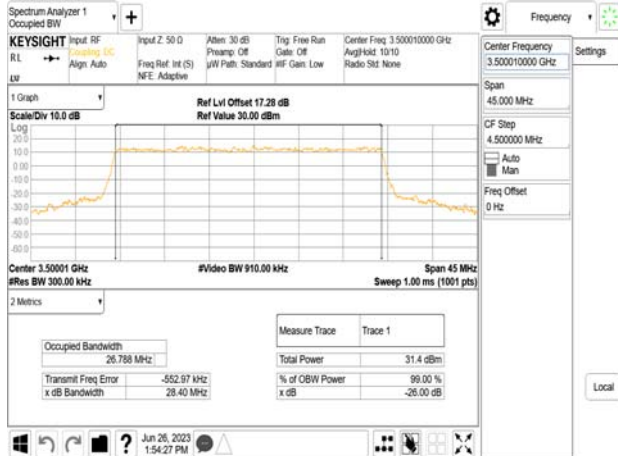 Spectrum Analyzer 1
Occupied BW
+
Frequency
KEYSIGHT Input: RF Input Z: 50 Ω Atten: 30 dB Trig: Free Run Center Freq: 3.500010000 GHz
RL Coupling: DC Preamp: Off Gate: Off Avg|Hold: 10/10
Align: Auto Freq Ref: Int (S) µW Path: Standard #IF Gain: Low Radio Std: None
LXI NFE: Adaptive
Center Frequency
3.500010000 GHz
Settings
Span
45.000 MHz
CF Step
4.500000 MHz
Auto
Man
Freq Offset
0 Hz
Local
1 Graph
Ref Lvl Offset 17.28 dB
Scale/Div 10.0 dB Ref Value 30.00 dBm
Log
20.0
10.0
0.00
-10.0
-20.0
-30.0
-40.0
-50.0
-60.0
Center 3.50001 GHz #Video BW 910.00 kHz Span 45 MHz
#Res BW 300.00 kHz Sweep 1.00 ms (1001 pts)
2 Metrics
Measure Trace Trace 1
Occupied Bandwidth
26.788 MHz Total Power 31.4 dBm
Transmit Freq Error -552.97 kHz % of OBW Power 99.00 %
x dB Bandwidth 28.40 MHz x dB -26.00 dB
? Jun 26, 2023
1:54:27 PM